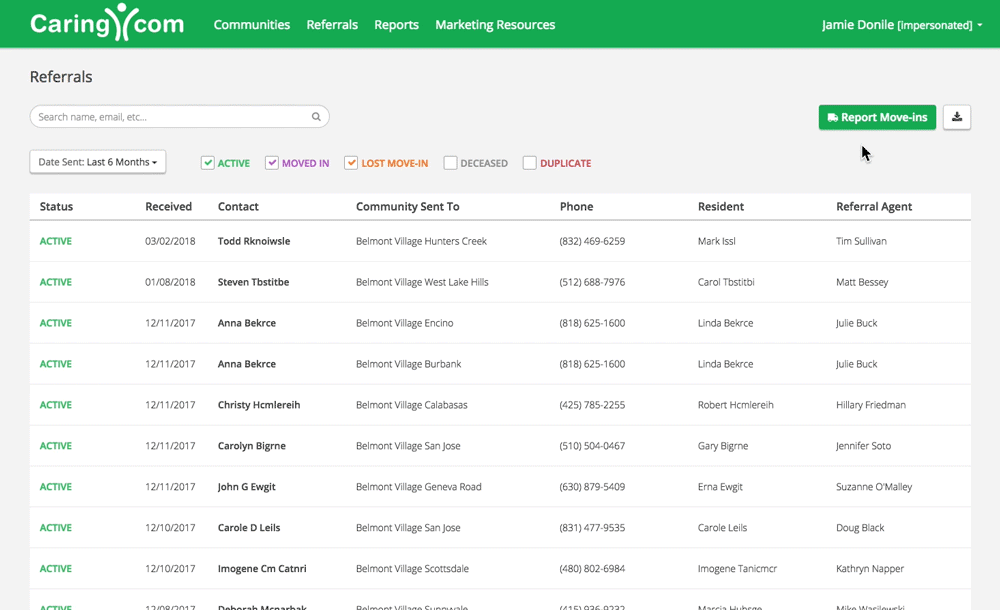 Caring.com Communities Referrals Reports Marketing Resources Jamie Donile [impersonated]
Referrals
Search name, email, etc... Report Move-ins
Date Sent: Last 6 Months ACTIVE MOVED IN LOST MOVE-IN DECEASED DUPLICATE
Status Received Contact Community Sent To Phone Resident Referral Agent
ACTIVE 03/02/2018 Todd Rknoiwsle Belmont Village Hunters Creek (832) 469-6259 Mark Issl Tim Sullivan
ACTIVE 01/08/2018 Steven Tbstitbe Belmont Village West Lake Hills (512) 688-7976 Carol Tbstitbi Matt Bessey
ACTIVE 12/11/2017 Anna Bekrce Belmont Village Encino (818) 625-1600 Linda Bekrce Julie Buck
ACTIVE 12/11/2017 Anna Bekrce Belmont Village Burbank (818) 625-1600 Linda Bekrce Julie Buck
ACTIVE 12/11/2017 Christy Hcmlereih Belmont Village Calabasas (425) 785-2255 Robert Hcmlereih Hillary Friedman
ACTIVE 12/11/2017 Carolyn Bigrne Belmont Village San Jose (510) 504-0467 Gary Bigrne Jennifer Soto
ACTIVE 12/11/2017 John G Ewgit Belmont Village Geneva Road (630) 879-5409 Erna Ewgit Suzanne O'Malley
ACTIVE 12/10/2017 Carole D Leils Belmont Village San Jose (831) 477-9535 Carole Leils Doug Black
ACTIVE 12/10/2017 Imogene Cm Catnri Belmont Village Scottsdale (480) 802-6984 Imogene Tanicmcr Kathryn Napper
ACTIVE 12/08/2017 Deborah Belmont Village Sunnyvale (415) 936-9232 Marcia Mike Wasilewski